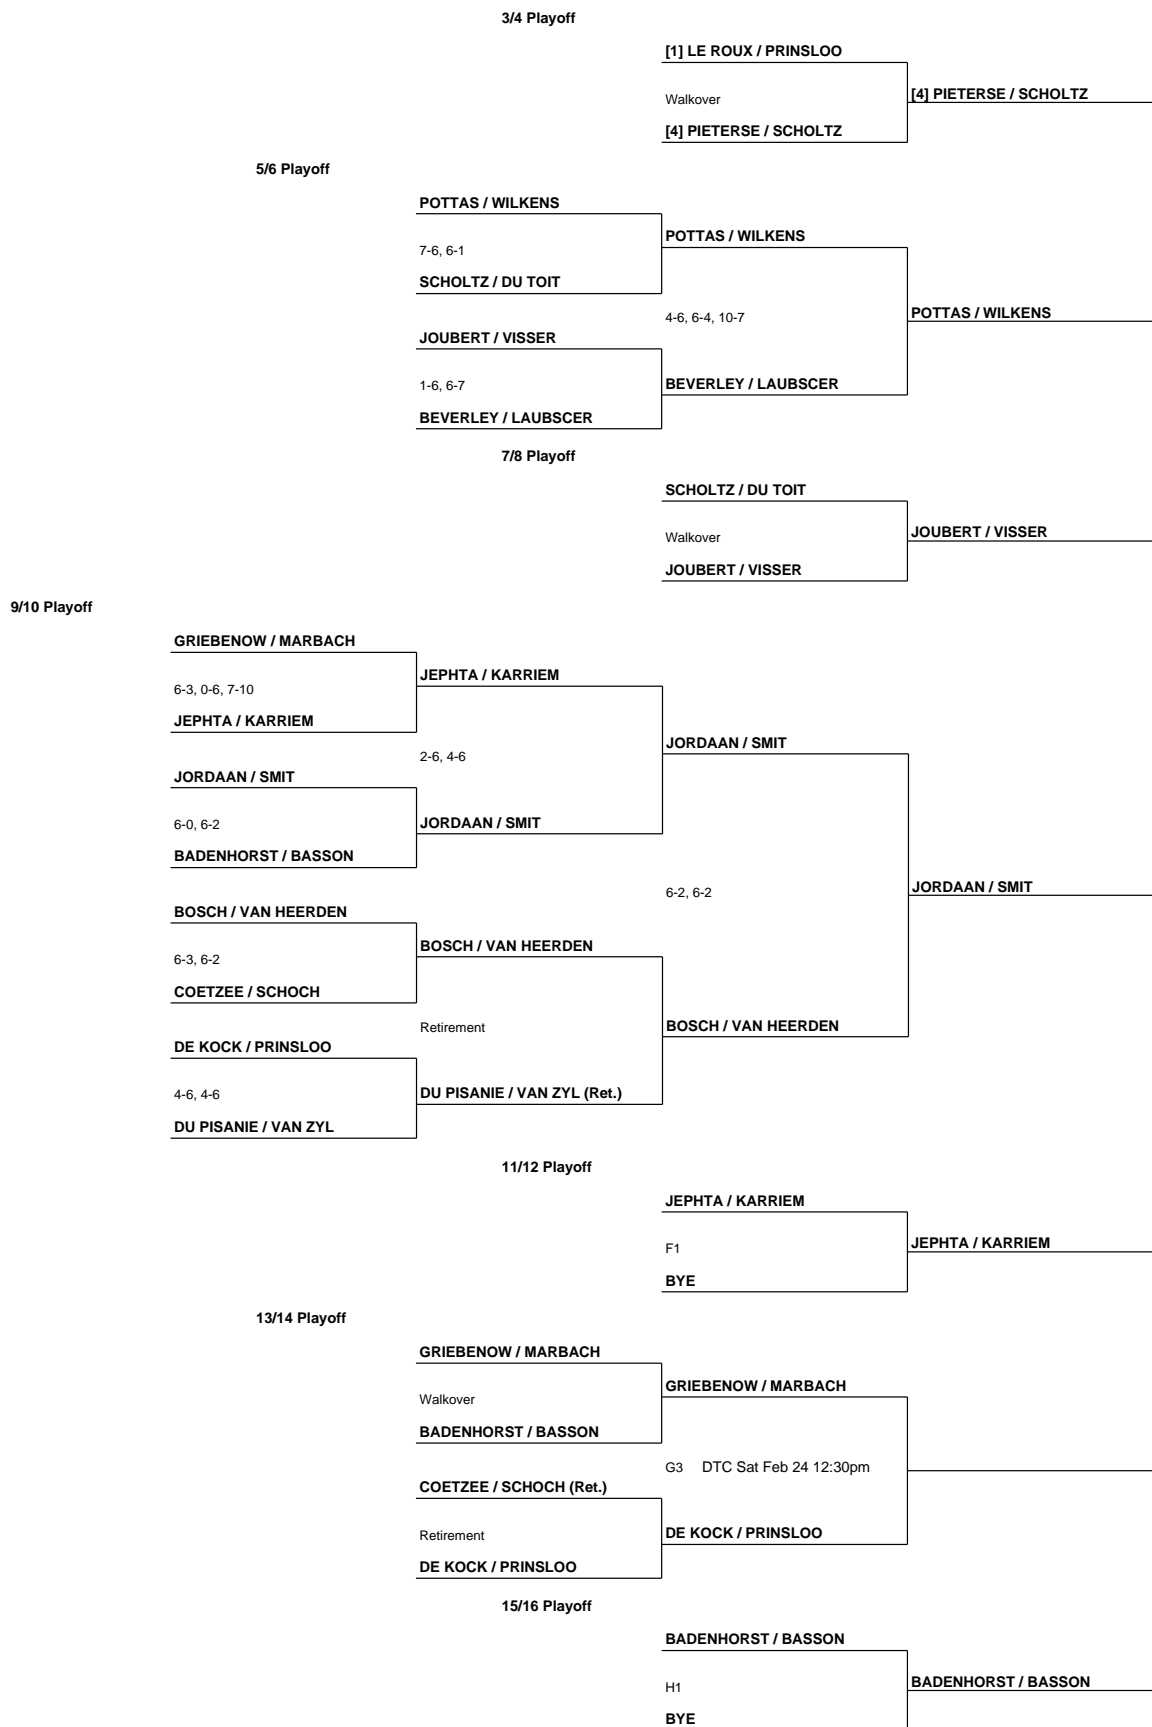 3/4 Playoff
[1] LE ROUX / PRINSLOO
Walkover
[4] PIETERSE / SCHOLTZ
[4] PIETERSE / SCHOLTZ
5/6 Playoff
POTTAS / WILKENS
7-6, 6-1
POTTAS / WILKENS
SCHOLTZ / DU TOIT
4-6, 6-4, 10-7
POTTAS / WILKENS
JOUBERT / VISSER
1-6, 6-7
BEVERLEY / LAUBSCER
BEVERLEY / LAUBSCER
7/8 Playoff
SCHOLTZ / DU TOIT
Walkover
JOUBERT / VISSER
JOUBERT / VISSER
9/10 Playoff
GRIEBENOW / MARBACH
6-3, 0-6, 7-10
JEPHTA / KARRIEM
JEPHTA / KARRIEM
2-6, 4-6
JORDAAN / SMIT
JORDAAN / SMIT
6-0, 6-2
JORDAAN / SMIT
BADENHORST / BASSON
6-2, 6-2
JORDAAN / SMIT
BOSCH / VAN HEERDEN
6-3, 6-2
BOSCH / VAN HEERDEN
COETZEE / SCHOCH
Retirement
BOSCH / VAN HEERDEN
DE KOCK / PRINSLOO
4-6, 4-6
DU PISANIE / VAN ZYL (Ret.)
DU PISANIE / VAN ZYL
11/12 Playoff
JEPHTA / KARRIEM
F1
JEPHTA / KARRIEM
BYE
13/14 Playoff
GRIEBENOW / MARBACH
Walkover
GRIEBENOW / MARBACH
BADENHORST / BASSON
G3 DTC Sat Feb 24 12:30pm
COETZEE / SCHOCH (Ret.)
Retirement
DE KOCK / PRINSLOO
DE KOCK / PRINSLOO
15/16 Playoff
BADENHORST / BASSON
H1
BADENHORST / BASSON
BYE